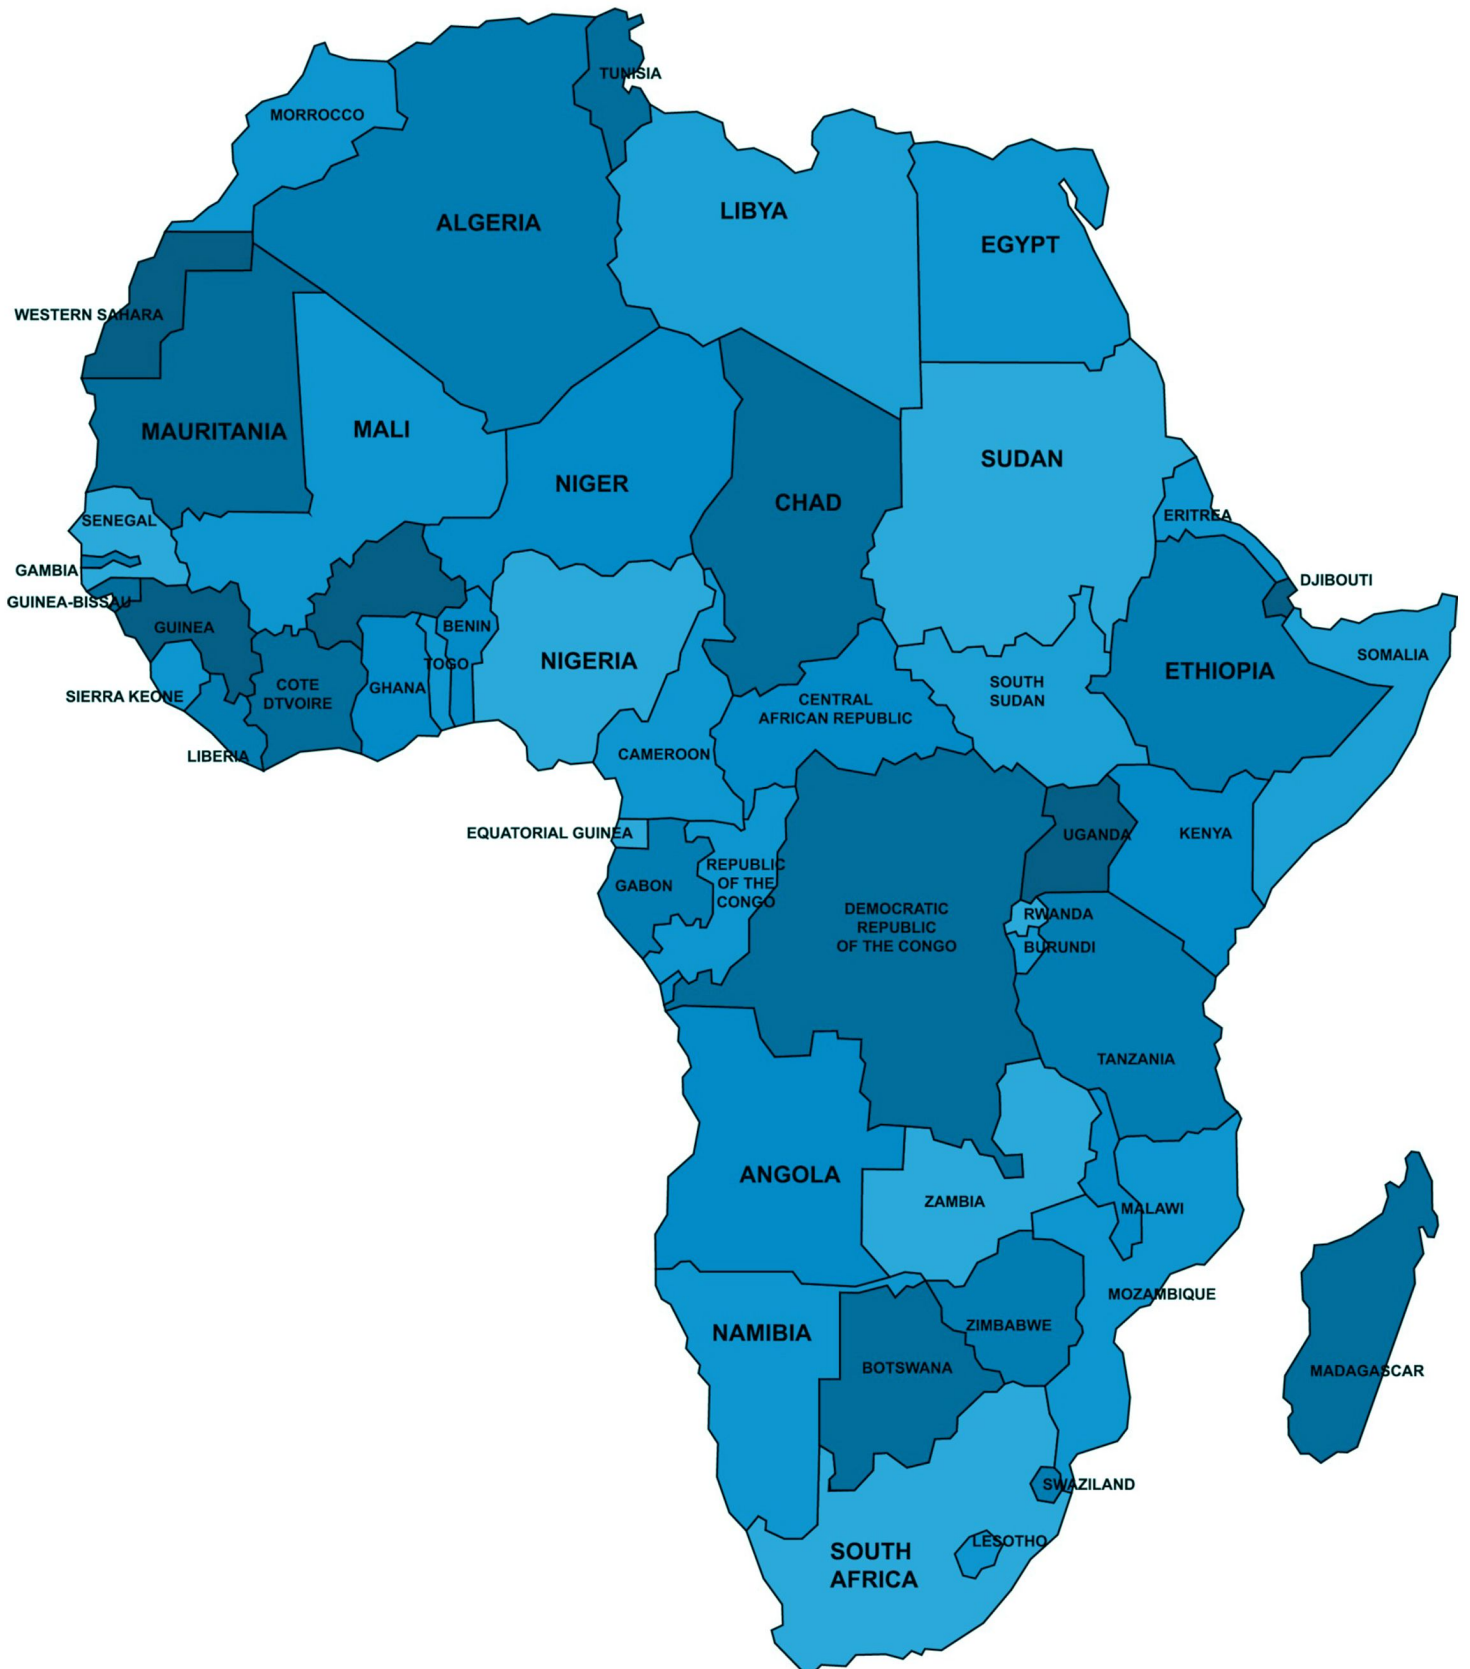 TUNISIA
MORROCCO
LIBYA
ALGERIA
EGYPT
WESTERN SAHARA
MAURITANIA
MALI
SUDAN
NIGER
CHAD
ERITREA
SENEGAL
GAMBIA
DJIBOUTI
GUINEA-BISSAU
GUINEA
BENIN
SOMALIA
NIGERIA
TOGO
ETHIOPIA
GHANA
COTE
DTVOIRE
SOUTH
SUDAN
SIERRA KEONE
CENTRAL
AFRICAN REPUBLIC
LIBERIA
CAMEROON
EQUATORIAL GUINEA
UGANDA
KENYA
REPUBLIC
OF THE
CONGO
GABON
DEMOCRATIC
REPUBLIC
OF THE CONGO
RWANDA
BURUNDI
TANZANIA
ANGOLA
ZAMBIA
MALAWI
MOZAMBIQUE
NAMIBIA
ZIMBABWE
BOTSWANA
MADAGASCAR
SWAZILAND
LESOTHO
SOUTH
AFRICA